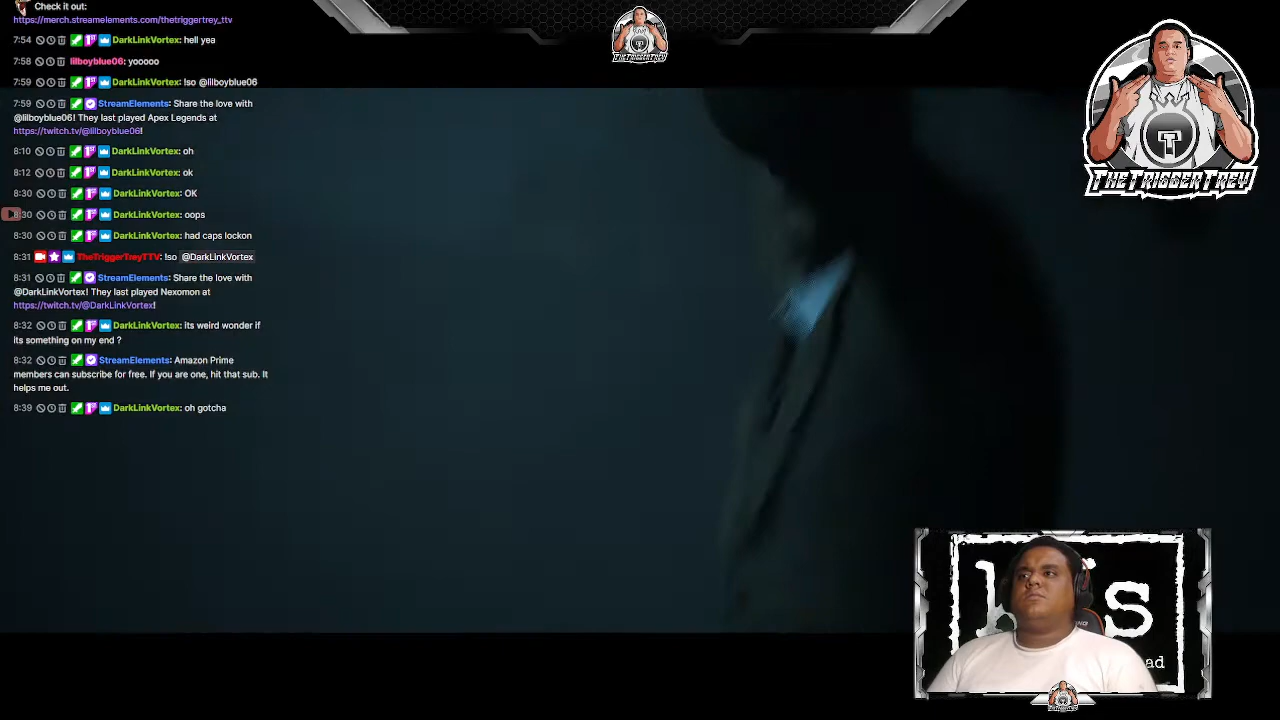 Check it out:
https://merch.streamelements.com/thetriggertrey_ttv
7:54 DarkLinkVortex: hell yea
7:58 lilboyblue06: yooooo
7:59 DarkLinkVortex: !so @lilboyblue06
7:59 StreamElements: Share the love with
@lilboyblue06! They last played Apex Legends at
https://twitch.tv/@lilboyblue06!
8:10 DarkLinkVortex: oh
8:12 DarkLinkVortex: ok
8:30 DarkLinkVortex: OK
8:30 DarkLinkVortex: oops
8:30 DarkLinkVortex: had caps lockon
8:31 TheTriggerTreyTTV: !so @DarkLinkVortex
8:31 StreamElements: Share the love with
@DarkLinkVortex! They last played Nexomon at
https://twitch.tv/@DarkLinkVortex!
8:32 DarkLinkVortex: its weird wonder if
its something on my end ?
8:32 StreamElements: Amazon Prime
members can subscribe for free. If you are one, hit that sub. It
helps me out.
8:39 DarkLinkVortex: oh gotcha
THETRIGGERTREY
T
THETRIGGERTREY
s
ad